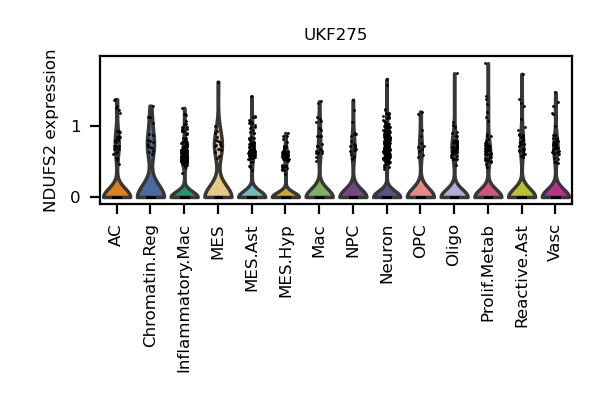 UKF275
NDUFS2 expression
1
0
AC
Chromatin.Reg
Inflammatory.Mac
MES
MES.Ast
MES.Hyp
Mac
NPC
Neuron
OPC
Oligo
Prolif.Metab
Reactive.Ast
Vasc